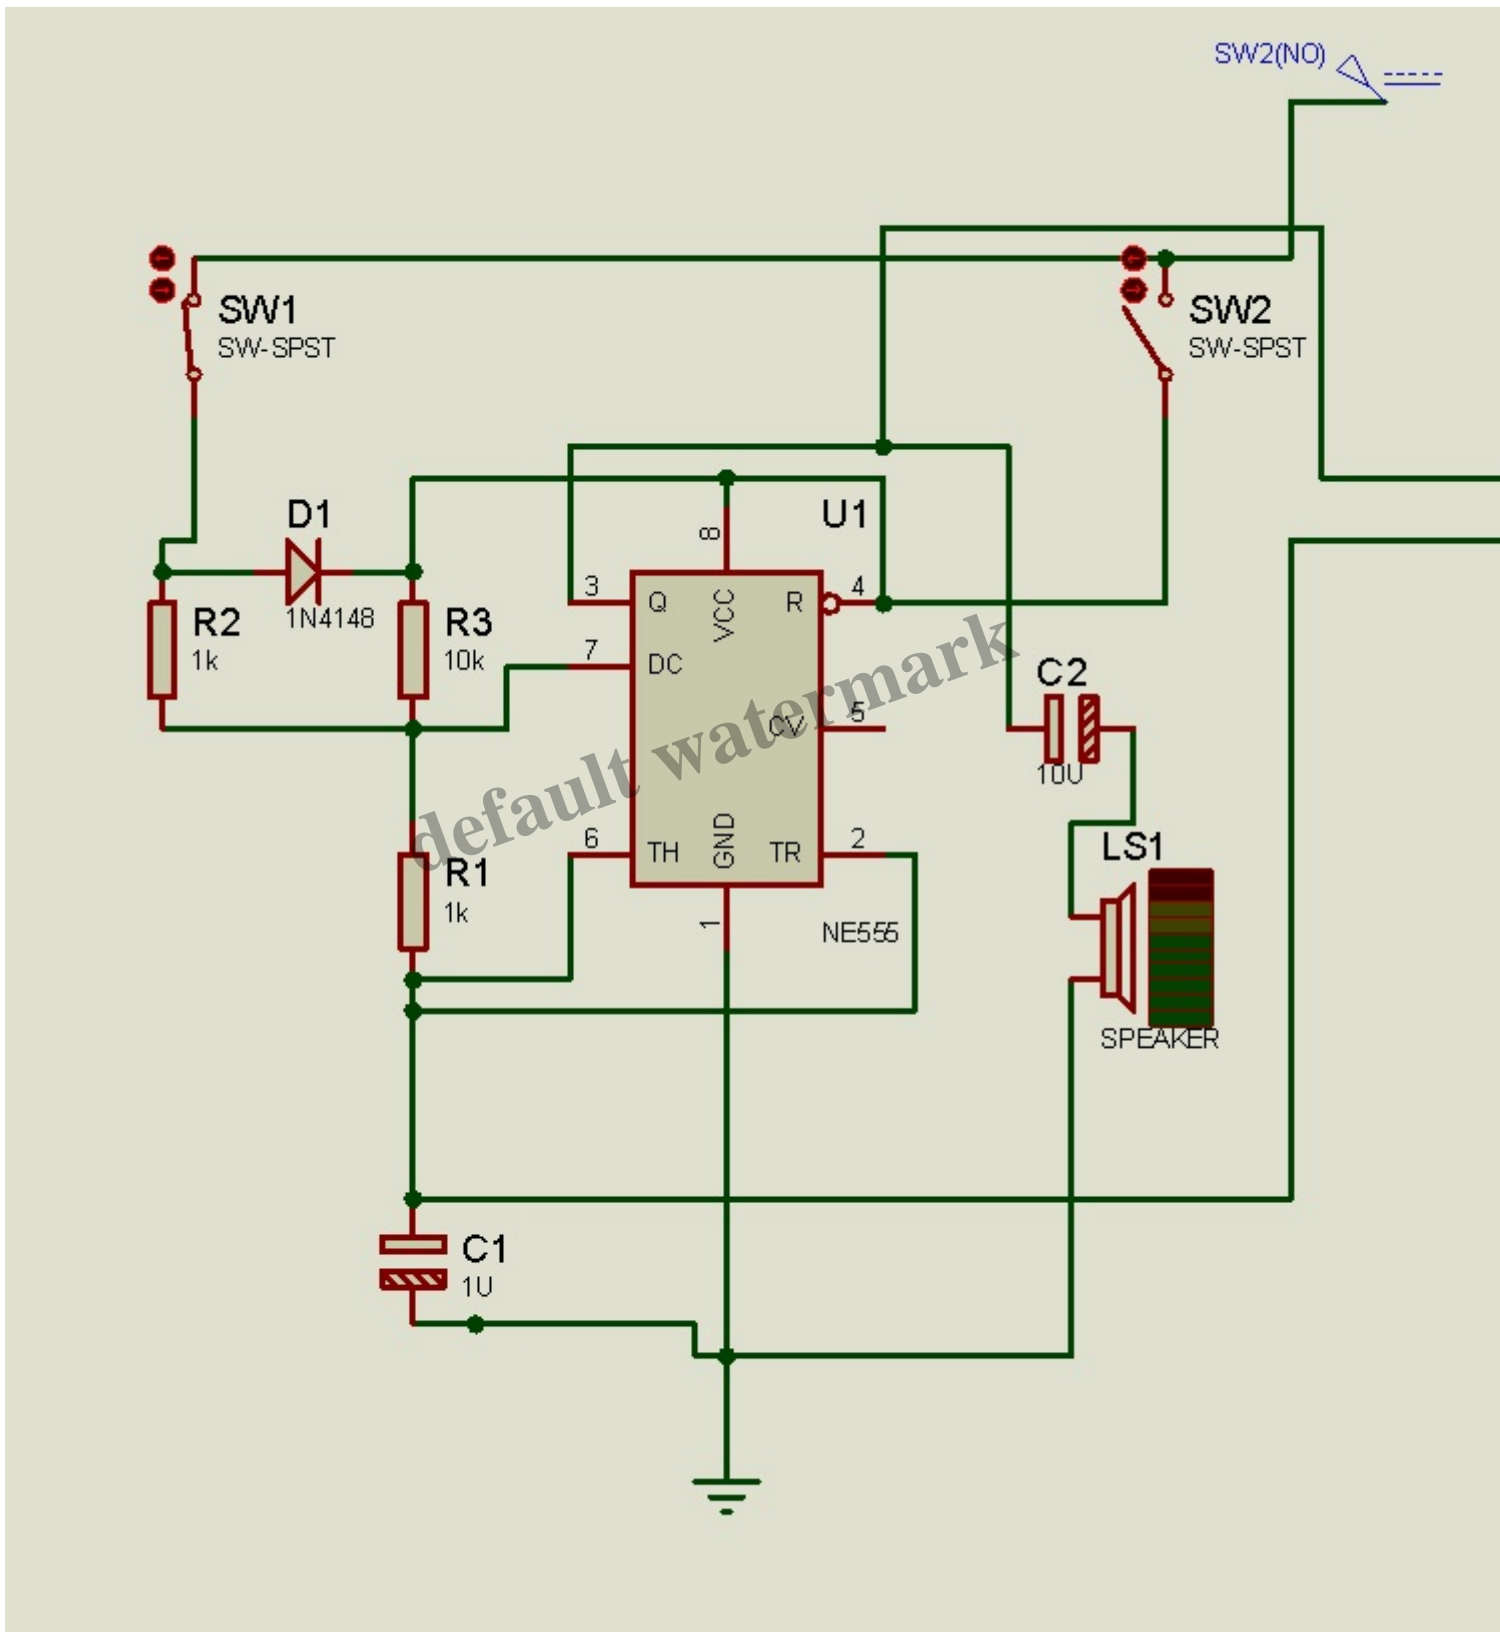 SW2(NO)
SW1
SW-SPST
SW2
SW-SPST
D1
1N4148
U1
8
3
Q
VCC
R
4
R2
1k
R3
10k
7
DC
CV
5
C2
10U
default watermark
6
TH
GND
TR
2
LS1
R1
1k
1
NE555
SPEAKER
C1
1U